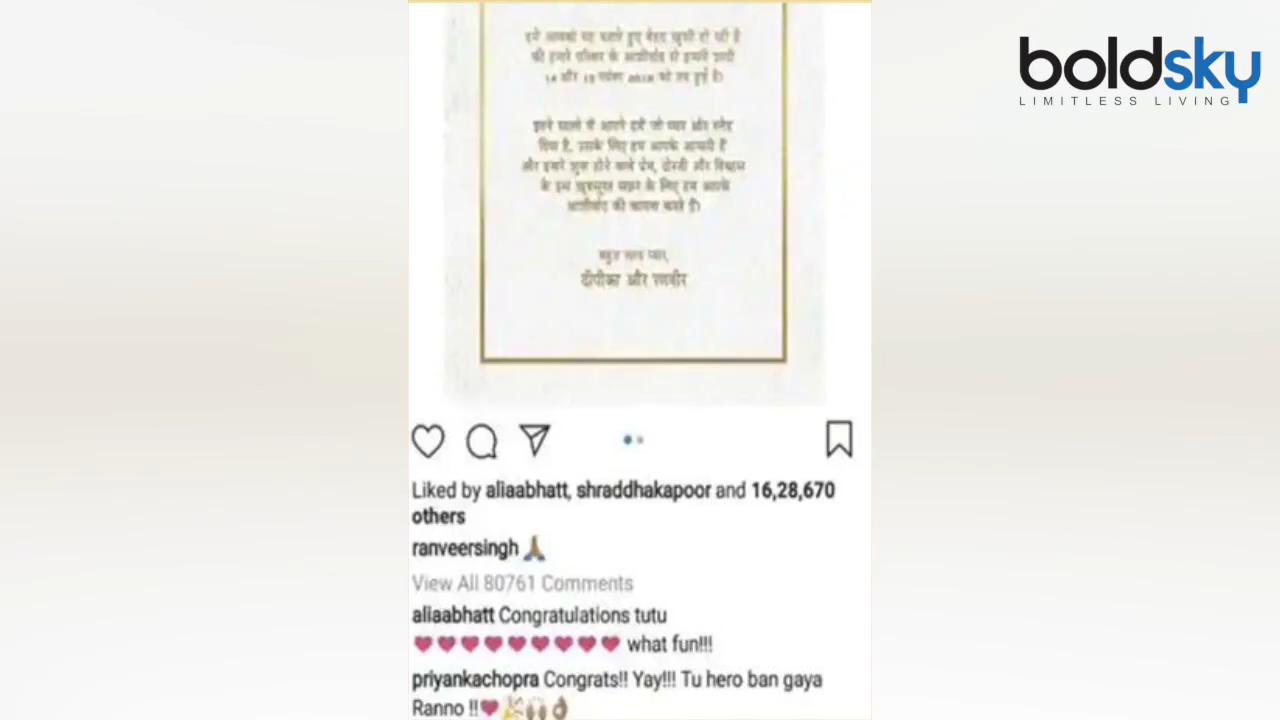 हमें आपको यह बताते हुए बेहद ख़ुशी हो रही है
की हमारे परिवार के आशीर्वाद से हमारी शादी
14 और 15 नवंबर 2018 को तय हुई है।
इतने सालों में आपने हमें जो प्यार और स्नेह
दिया है, उसके लिए हम आपके आभारी हैं
और हमारे शुरू होने वाले प्रेम, दोस्ती और विश्वास
के इस ख़ूबसूरत सफ़र के लिए हम आपके
आशीर्वाद की कामना करते हैं।
बहुत सारा प्यार,
दीपीका और रणवीर
boldsky
LIMITLESS LIVING
Liked by aliaabhatt, shraddhakapoor and 16,28,670
others
ranveersingh 🙏🏽
View All 80761 Comments
aliaabhatt Congratulations tutu
❤❤❤❤❤❤❤❤❤ what fun!!!
priyankachopra Congrats!! Yay!!! Tu hero ban gaya
Ranno !!❤🎉🙌🏽👌🏽